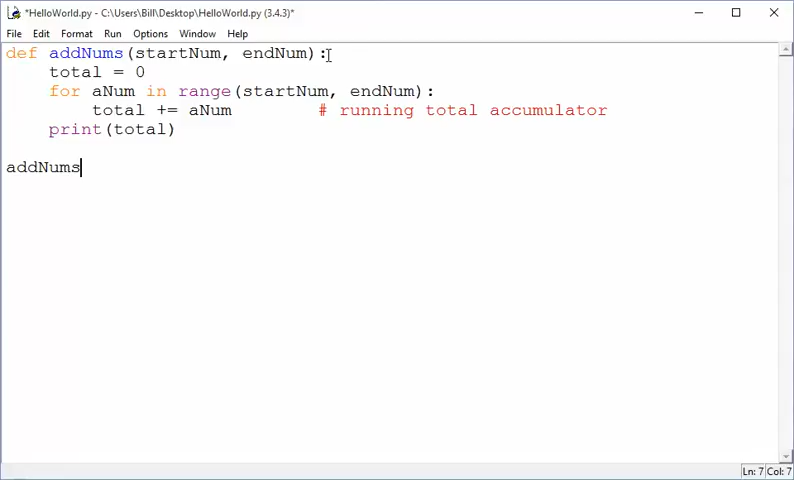 *HelloWorld.py - C:\Users\Bill\Desktop\HelloWorld.py (3.4.3)*
File Edit Format Run Options Window Help
def addNums(startNum, endNum):
    total = 0
    for aNum in range(startNum, endNum):
        total += aNum        # running total accumulator
    print(total)
addNums
Ln: 7 Col: 7